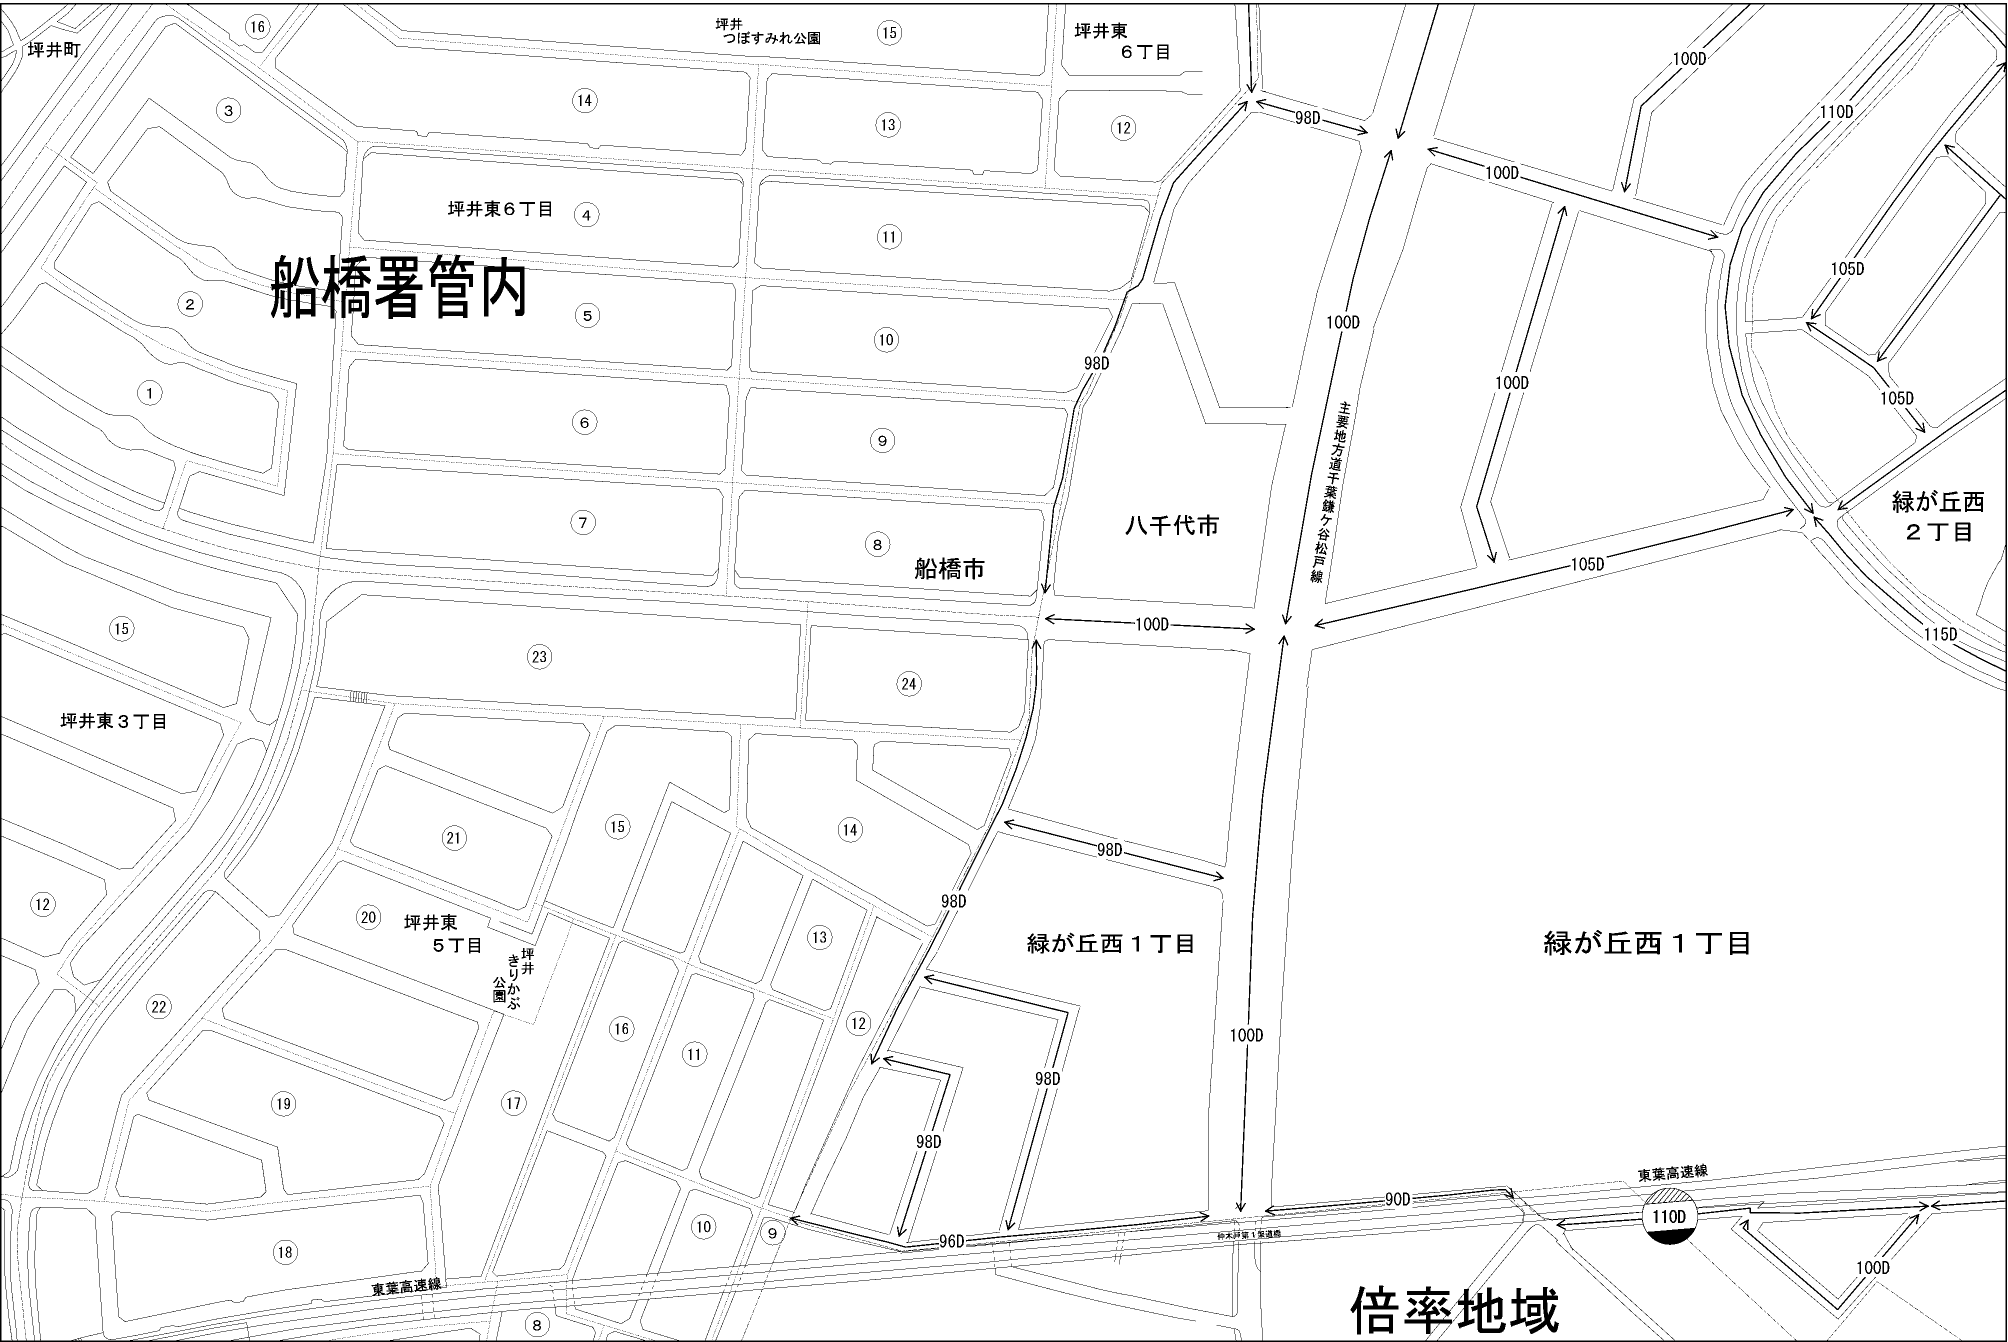 16
坪井
つぼすみれ公園
15
坪井東
６丁目
坪井町
100D
3
14
13
12
98D
110D
100D
坪井東６丁目
4
11
船橋署管内
105D
2
5
10
100D
98D
1
6
9
100D
105D
主要地方道千葉鎌ケ谷松戸線
7
8
八千代市
緑が丘西
２丁目
船橋市
105D
15
100D
115D
23
24
坪井東３丁目
21
15
14
98D
12
20
坪井東
５丁目
98D
13
緑が丘西１丁目
緑が丘西１丁目
坪井
きりかぶ
公園
22
16
12
100D
11
98D
19
17
98D
東葉高速線
90D
110D
18
10
9
96D
仲木戸第１架道橋
100D
東葉高速線
8
倍率地域